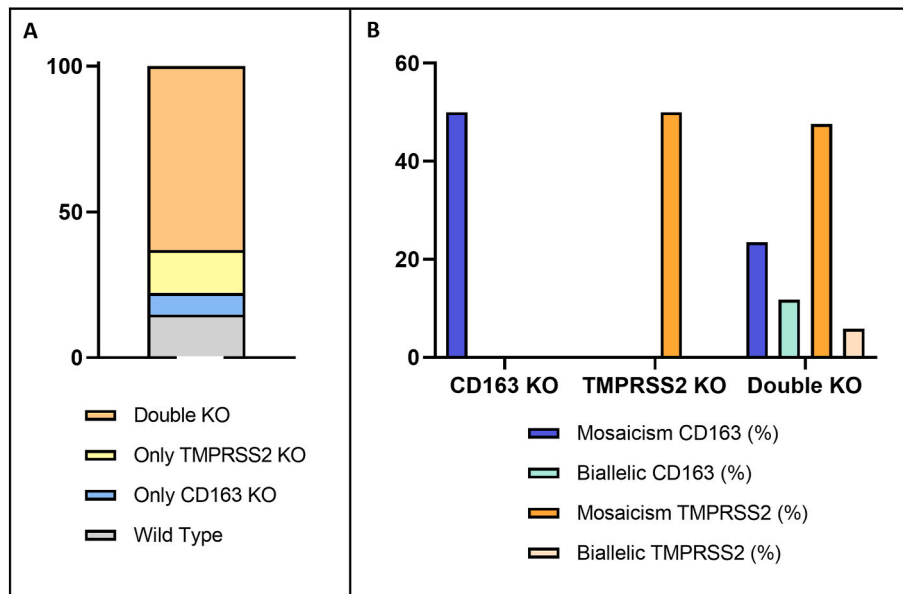 A
100
50
0
Double KO
Only TMPRSS2 KO
Only CD163 KO
Wild Type
B
60
40
20
0
CD163 KO TMPRSS2 KO Double KO
Mosaicism CD163 (%)
Biallelic CD163 (%)
Mosaicism TMPRSS2 (%)
Biallelic TMPRSS2 (%)